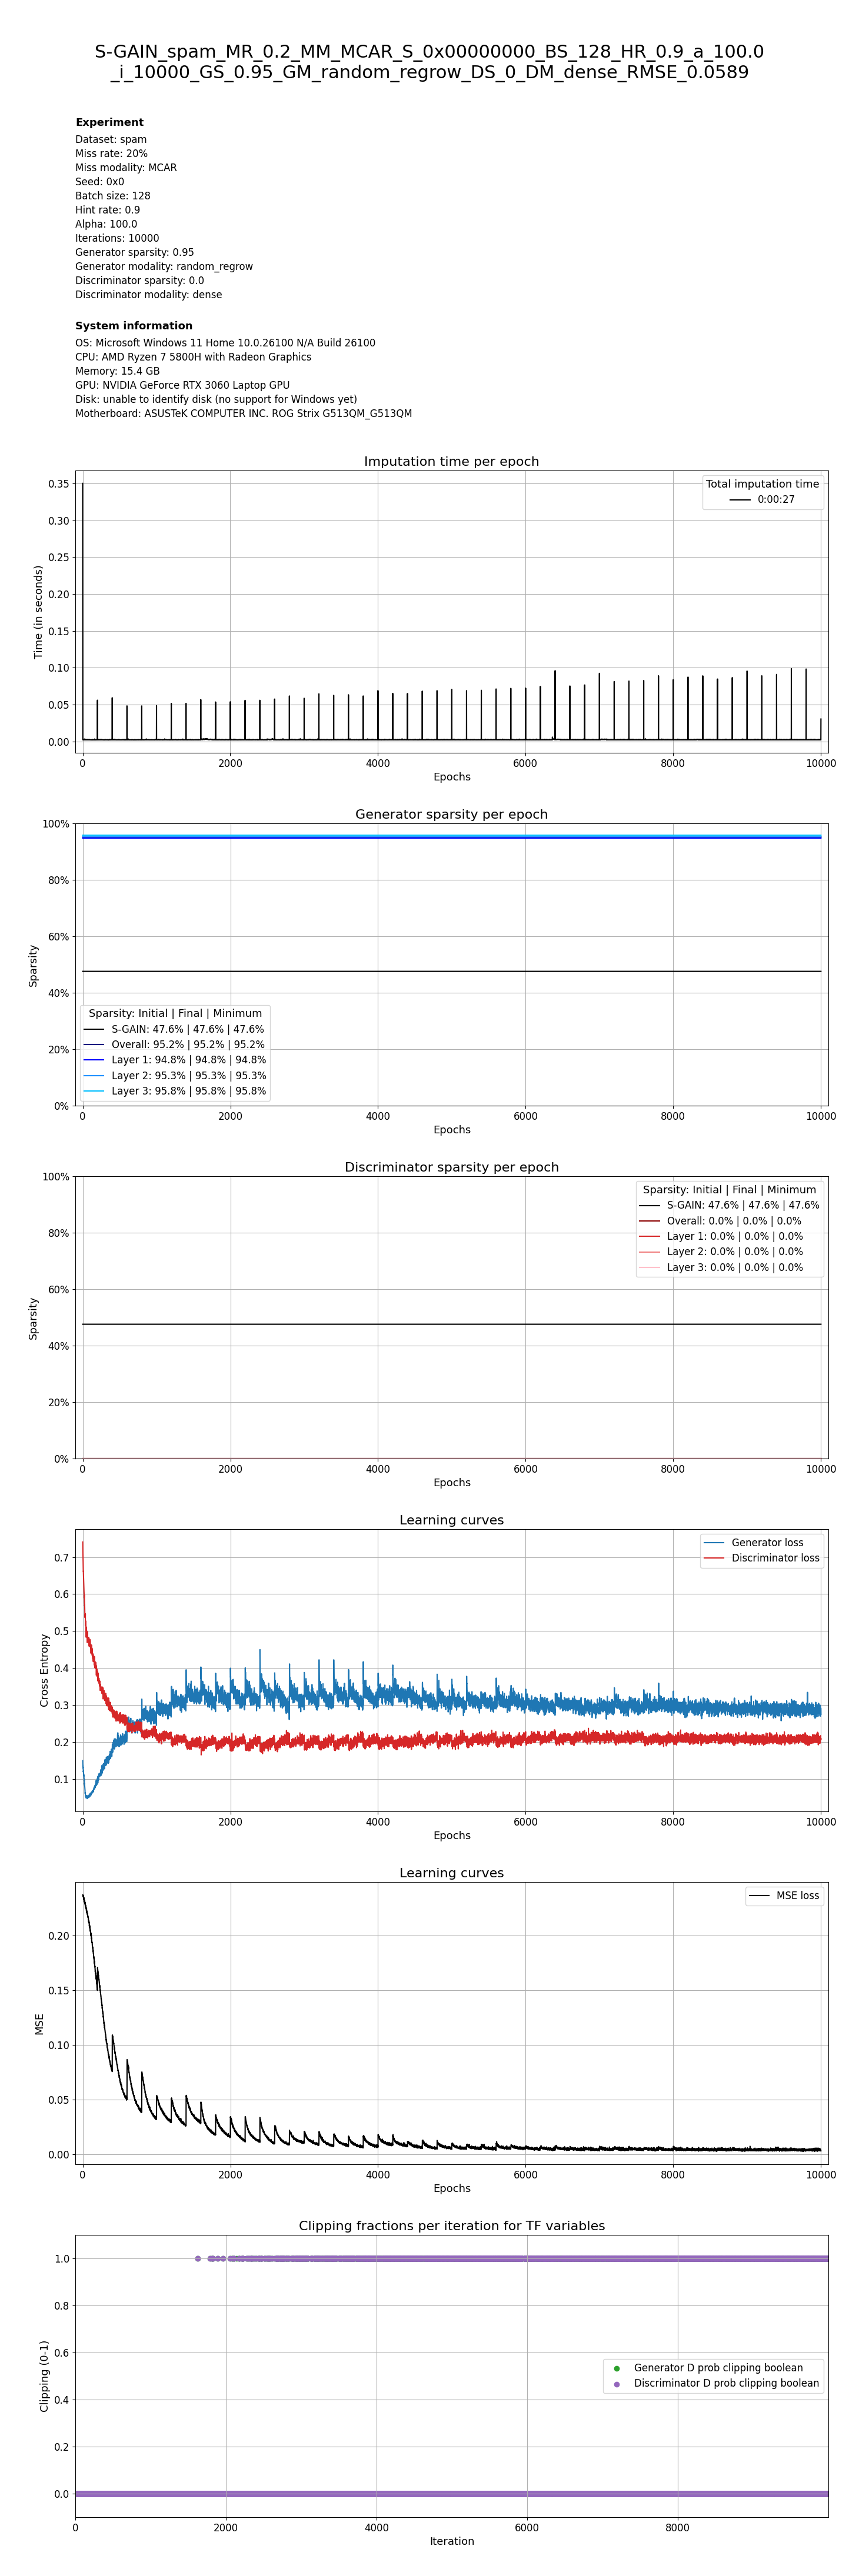 S-GAIN_spam_MR_0.2_MM_MCAR_S_0x00000000_BS_128_HR_0.9_a_100.0
_i_10000_GS_0.95_GM_random_regrow_DS_0_DM_dense_RMSE_0.0589
Experiment
Dataset: spam
Miss rate: 20%
Miss modality: MCAR
Seed: 0x0
Batch size: 128
Hint rate: 0.9
Alpha: 100.0
Iterations: 10000
Generator sparsity: 0.95
Generator modality: random_regrow
Discriminator sparsity: 0.0
Discriminator modality: dense
System information
OS: Microsoft Windows 11 Home 10.0.26100 N/A Build 26100
CPU: AMD Ryzen 7 5800H with Radeon Graphics
Memory: 15.4 GB
GPU: NVIDIA GeForce RTX 3060 Laptop GPU
Disk: unable to identify disk (no support for Windows yet)
Motherboard: ASUSTeK COMPUTER INC. ROG Strix G513QM_G513QM
Imputation time per epoch
Total imputation time
0:00:27
0.35
0.30
0.25
0.20
0.15
0.10
0.05
0.00
Time (in seconds)
0 2000 4000 6000 8000 10000
Epochs
Generator sparsity per epoch
100%
80%
60%
40%
20%
0%
Sparsity
Sparsity: Initial | Final | Minimum
S-GAIN: 47.6% | 47.6% | 47.6%
Overall: 95.2% | 95.2% | 95.2%
Layer 1: 94.8% | 94.8% | 94.8%
Layer 2: 95.3% | 95.3% | 95.3%
Layer 3: 95.8% | 95.8% | 95.8%
0 2000 4000 6000 8000 10000
Epochs
Discriminator sparsity per epoch
100%
80%
60%
40%
20%
0%
Sparsity
Sparsity: Initial | Final | Minimum
S-GAIN: 47.6% | 47.6% | 47.6%
Overall: 0.0% | 0.0% | 0.0%
Layer 1: 0.0% | 0.0% | 0.0%
Layer 2: 0.0% | 0.0% | 0.0%
Layer 3: 0.0% | 0.0% | 0.0%
0 2000 4000 6000 8000 10000
Epochs
Learning curves
Generator loss
Discriminator loss
0.7
0.6
0.5
0.4
0.3
0.2
0.1
Cross Entropy
0 2000 4000 6000 8000 10000
Epochs
Learning curves
MSE loss
0.20
0.15
0.10
0.05
0.00
MSE
0 2000 4000 6000 8000 10000
Epochs
Clipping fractions per iteration for TF variables
1.0
0.8
0.6
0.4
0.2
0.0
Clipping (0-1)
Generator D prob clipping boolean
Discriminator D prob clipping boolean
0 2000 4000 6000 8000
Iteration